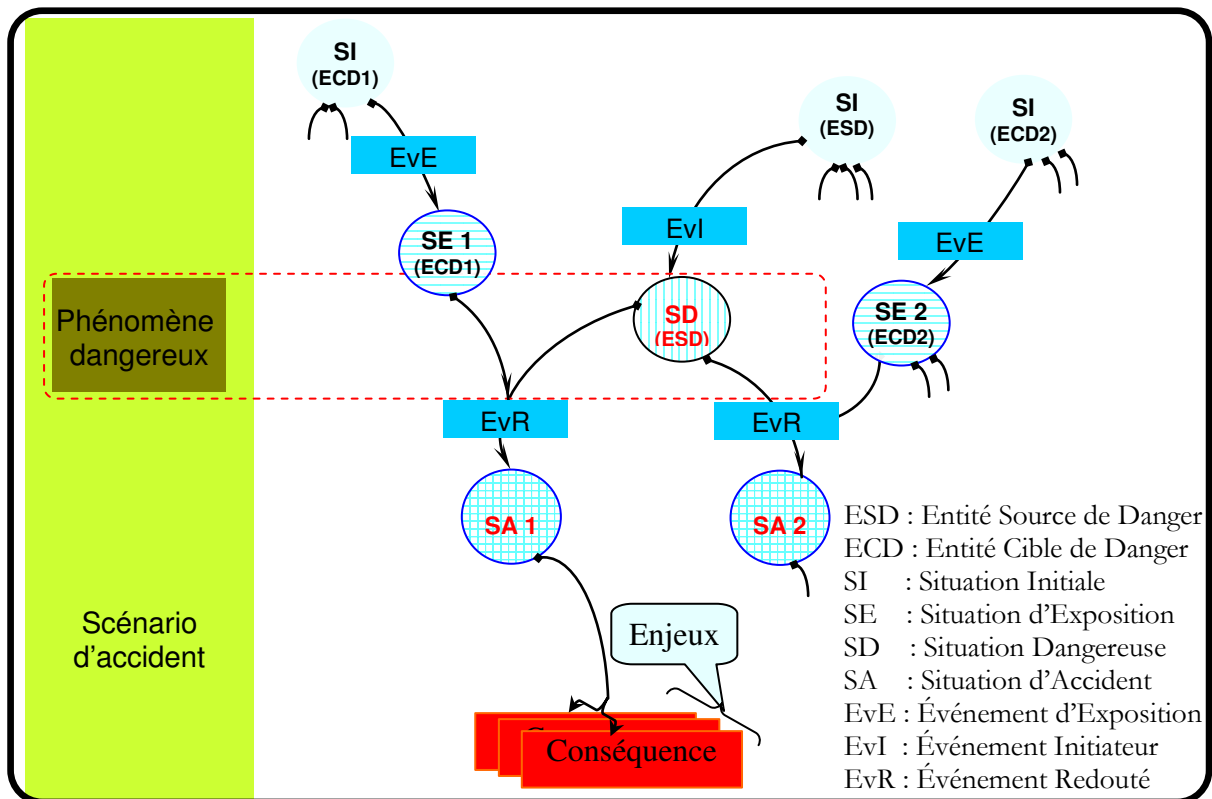 SI
(ECD1)
SI
(ESD)
SI
(ECD2)
EvE
EvI
EvE
SE 1
(ECD1)
SD
(ESD)
SE 2
(ECD2)
Phénomène
dangereux
EvR
EvR
SA 1
SA 2
Scénario
d'accident
Enjeux
Conséquence
ESD : Entité Source de Danger
ECD : Entité Cible de Danger
SI : Situation Initiale
SE : Situation d'Exposition
SD : Situation Dangereuse
SA : Situation d'Accident
EvE : Événement d'Exposition
EvI : Événement Initiateur
EvR : Événement Redouté